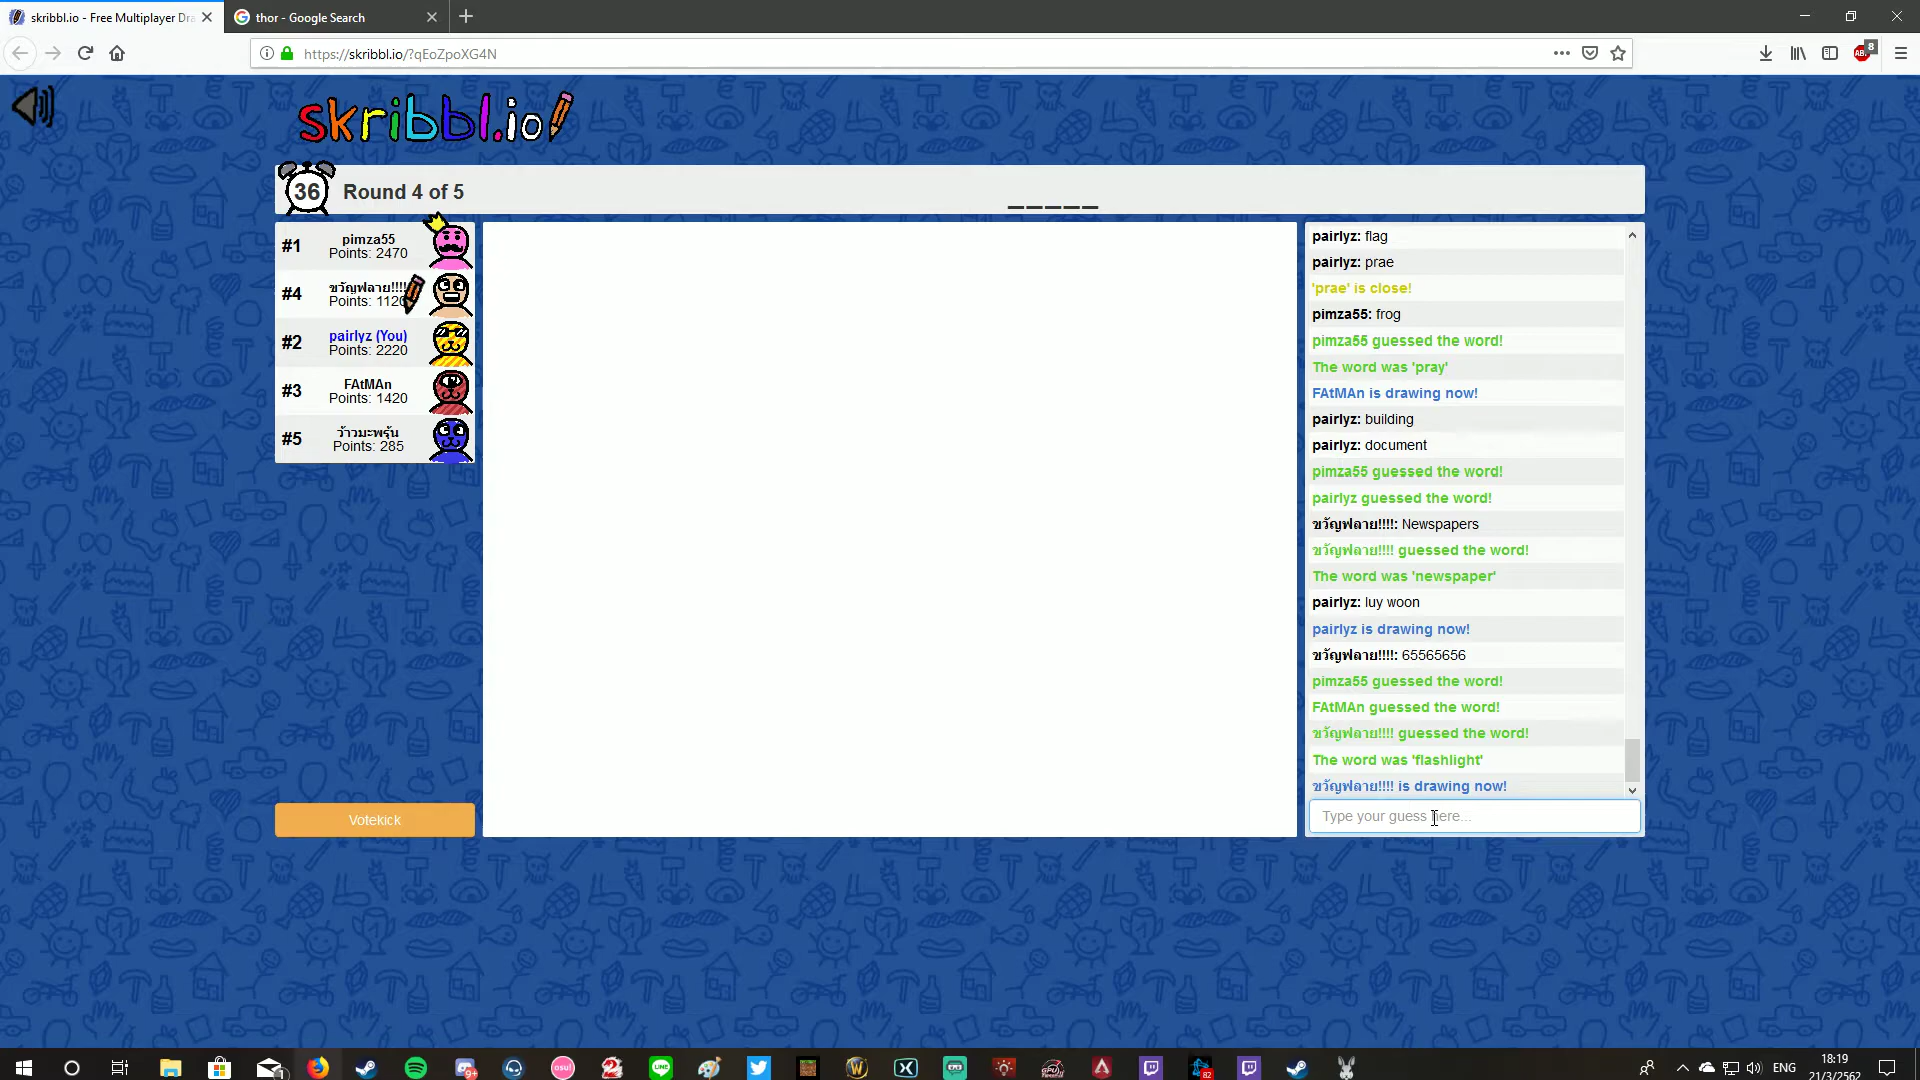 skribbl.io - Free Multiplayer Dra
thor - Google Search
https://skribbl.io/?qEoZpoXG4N
8
skribbl.io
36
Round 4 of 5
#1
pimza55
Points: 2470
#4
ขวัญฟลาย!!!!
Points: 1120
#2
pairlyz (You)
Points: 2220
#3
FAtMAn
Points: 1420
#5
ว้าวมะพรุ้น
Points: 285
Votekick
pairlyz: flag
pairlyz: prae
'prae' is close!
pimza55: frog
pimza55 guessed the word!
The word was 'pray'
FAtMAn is drawing now!
pairlyz: building
pairlyz: document
pimza55 guessed the word!
pairlyz guessed the word!
ขวัญฟลาย!!!!: Newspapers
ขวัญฟลาย!!!! guessed the word!
The word was 'newspaper'
pairlyz: luy woon
pairlyz is drawing now!
ขวัญฟลาย!!!!: 65565656
pimza55 guessed the word!
FAtMAn guessed the word!
ขวัญฟลาย!!!! guessed the word!
The word was 'flashlight'
ขวัญฟลาย!!!! is drawing now!
Type your guess here...
ENG
18:19
21/3/2562